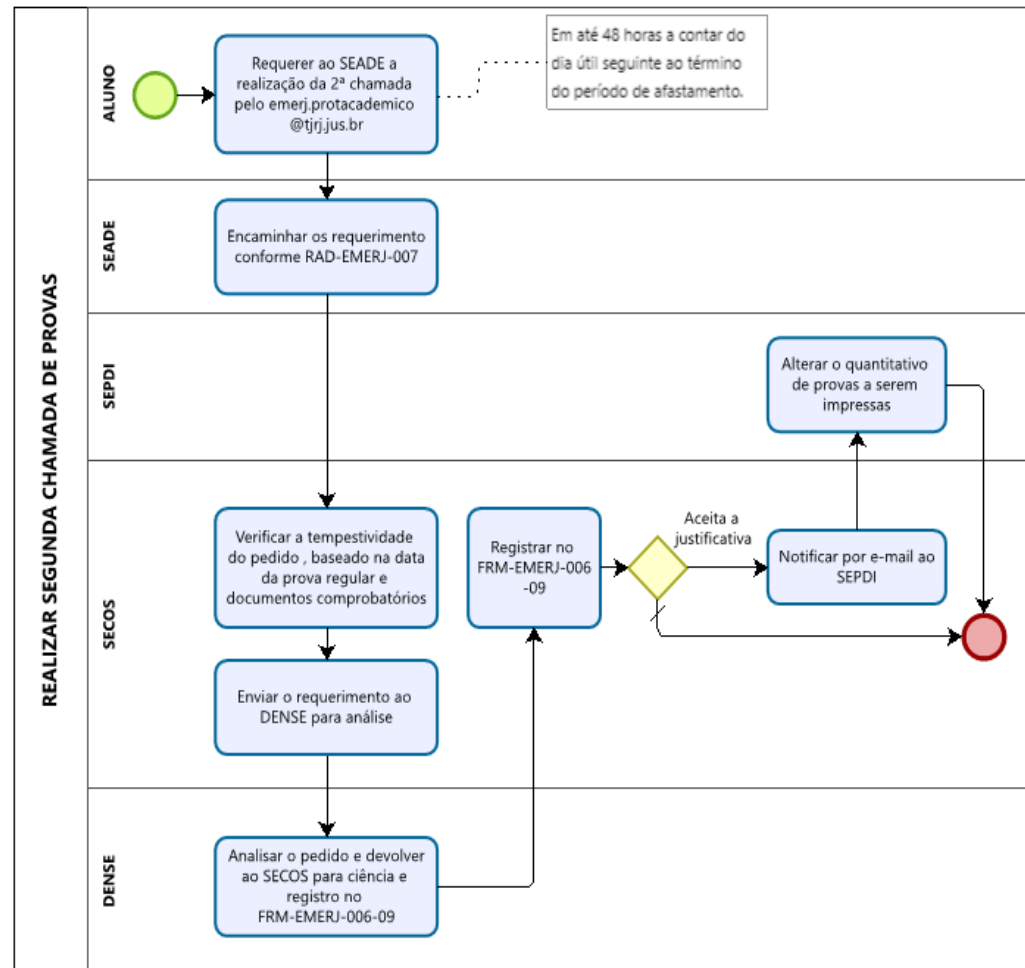 REALIZAR SEGUNDA CHAMADA DE PROVAS
ALUNO
Requerer ao SEADE a
realização da 2ª chamada
pelo emerj.protacademico
@tjrj.jus.br
Em até 48 horas a contar do
dia útil seguinte ao término
do período de afastamento.
SEADE
Encaminhar os requerimento
conforme RAD-EMERJ-007
SEPDI
Alterar o quantitativo
de provas a serem
impressas
SECOS
Verificar a tempestividade
do pedido , baseado na data
da prova regular e
documentos comprobatórios
Enviar o requerimento ao
DENSE para análise
Registrar no
FRM-EMERJ-006
-09
Aceita a
justificativa
Notificar por e-mail ao
SEPDI
DENSE
Analisar o pedido e devolver
ao SECOS para ciência e
registro no
FRM-EMERJ-006-09